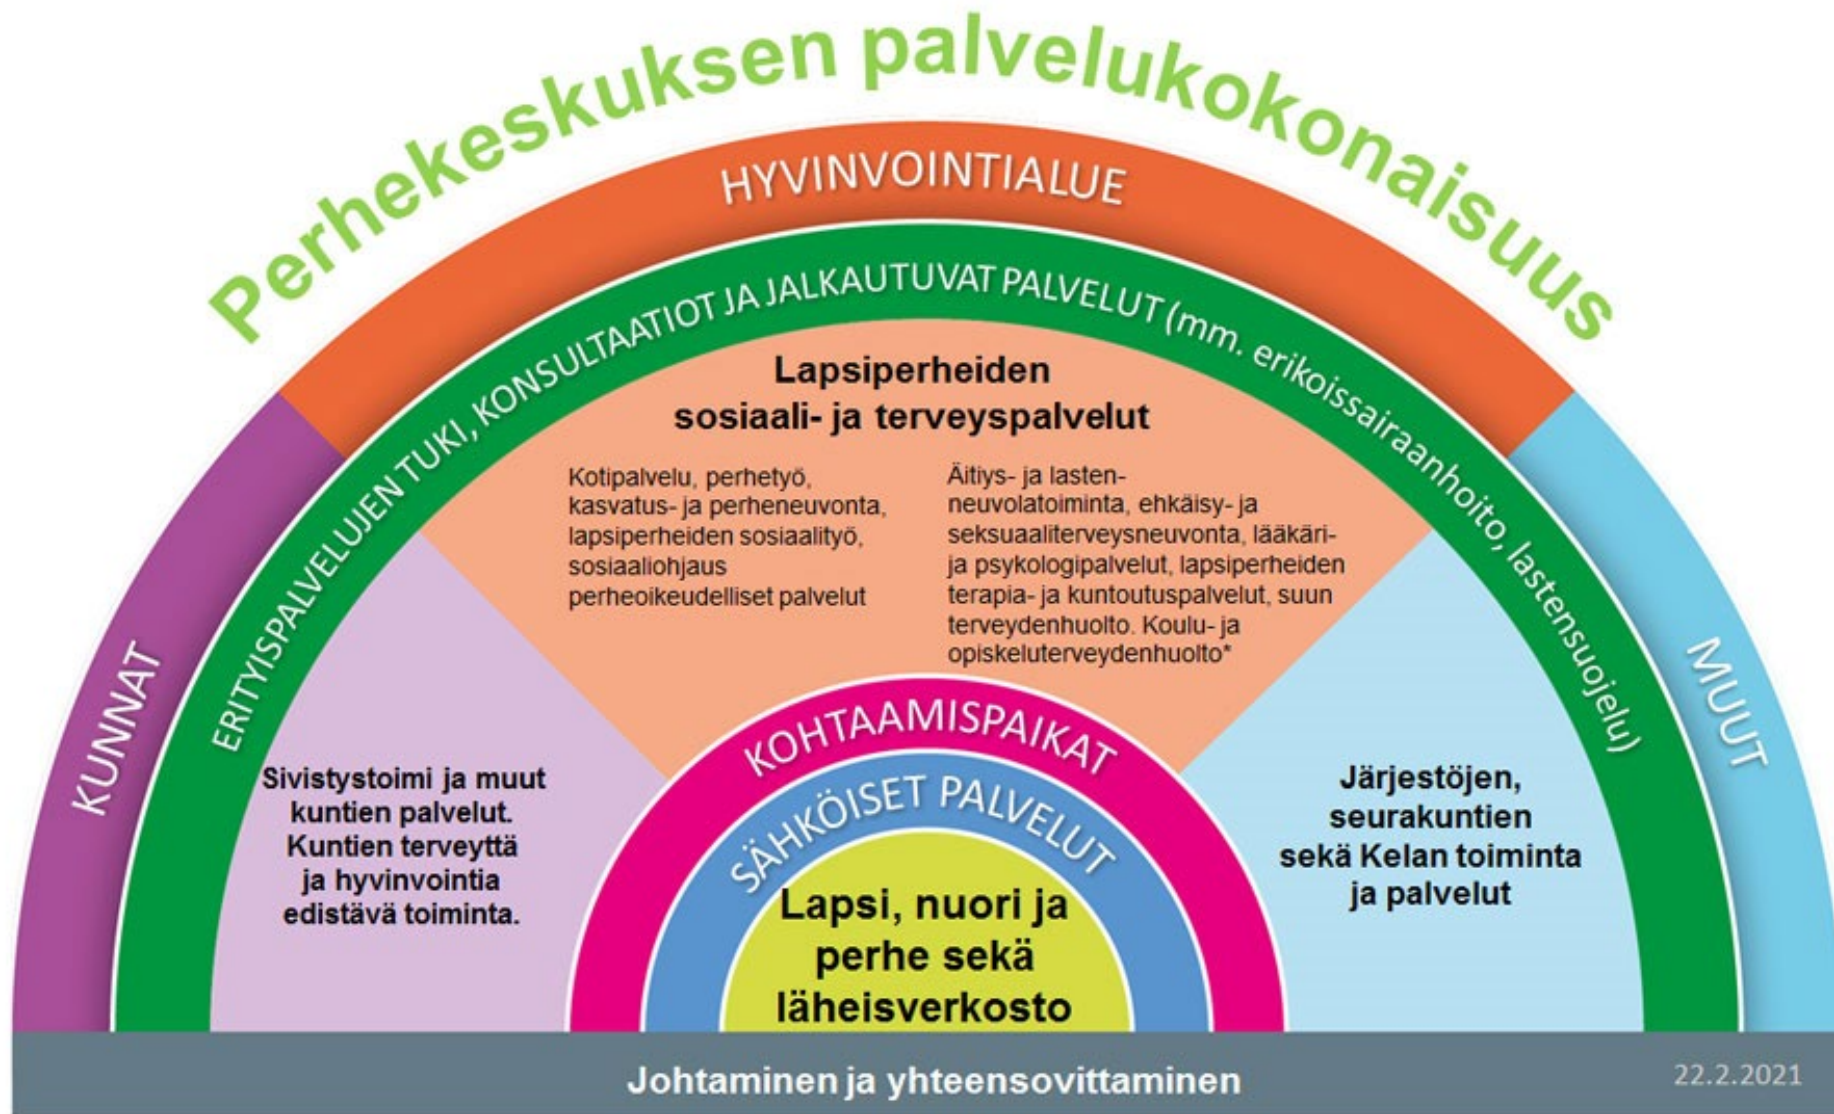 Perhekeskuksen palvelukokonaisuus
HYVINVOINTIALUE
KUNNAT
MUUT
ERITYISPALVELUJEN TUKI, KONSULTAATIOT JA JALKAUTUVAT PALVELUT (mm. erikoissairaanhoito, lastensuojelu)
Lapsiperheiden
sosiaali- ja terveyspalvelut
Kotipalvelu, perhetyö,
kasvatus- ja perheneuvonta,
lapsiperheiden sosiaalityö,
sosiaaliohjaus
perheoikeudelliset palvelut
Äitiys- ja lasten-
neuvolatoiminta, ehkäisy- ja
seksuaaliterveysneuvonta, lääkäri-
ja psykologipalvelut, lapsiperheiden
terapia- ja kuntoutuspalvelut, suun
terveydenhuolto. Koulu- ja
opiskeluterveydenhuolto*
Sivistystoimi ja muut
kuntien palvelut.
Kuntien terveyttä
ja hyvinvointia
edistävä toiminta.
Järjestöjen,
seurakuntien
sekä Kelan toiminta
ja palvelut
KOHTAAMISPAIKAT
SÄHKÖISET PALVELUT
Lapsi, nuori ja
perhe sekä
läheisverkosto
Johtaminen ja yhteensovittaminen
22.2.2021